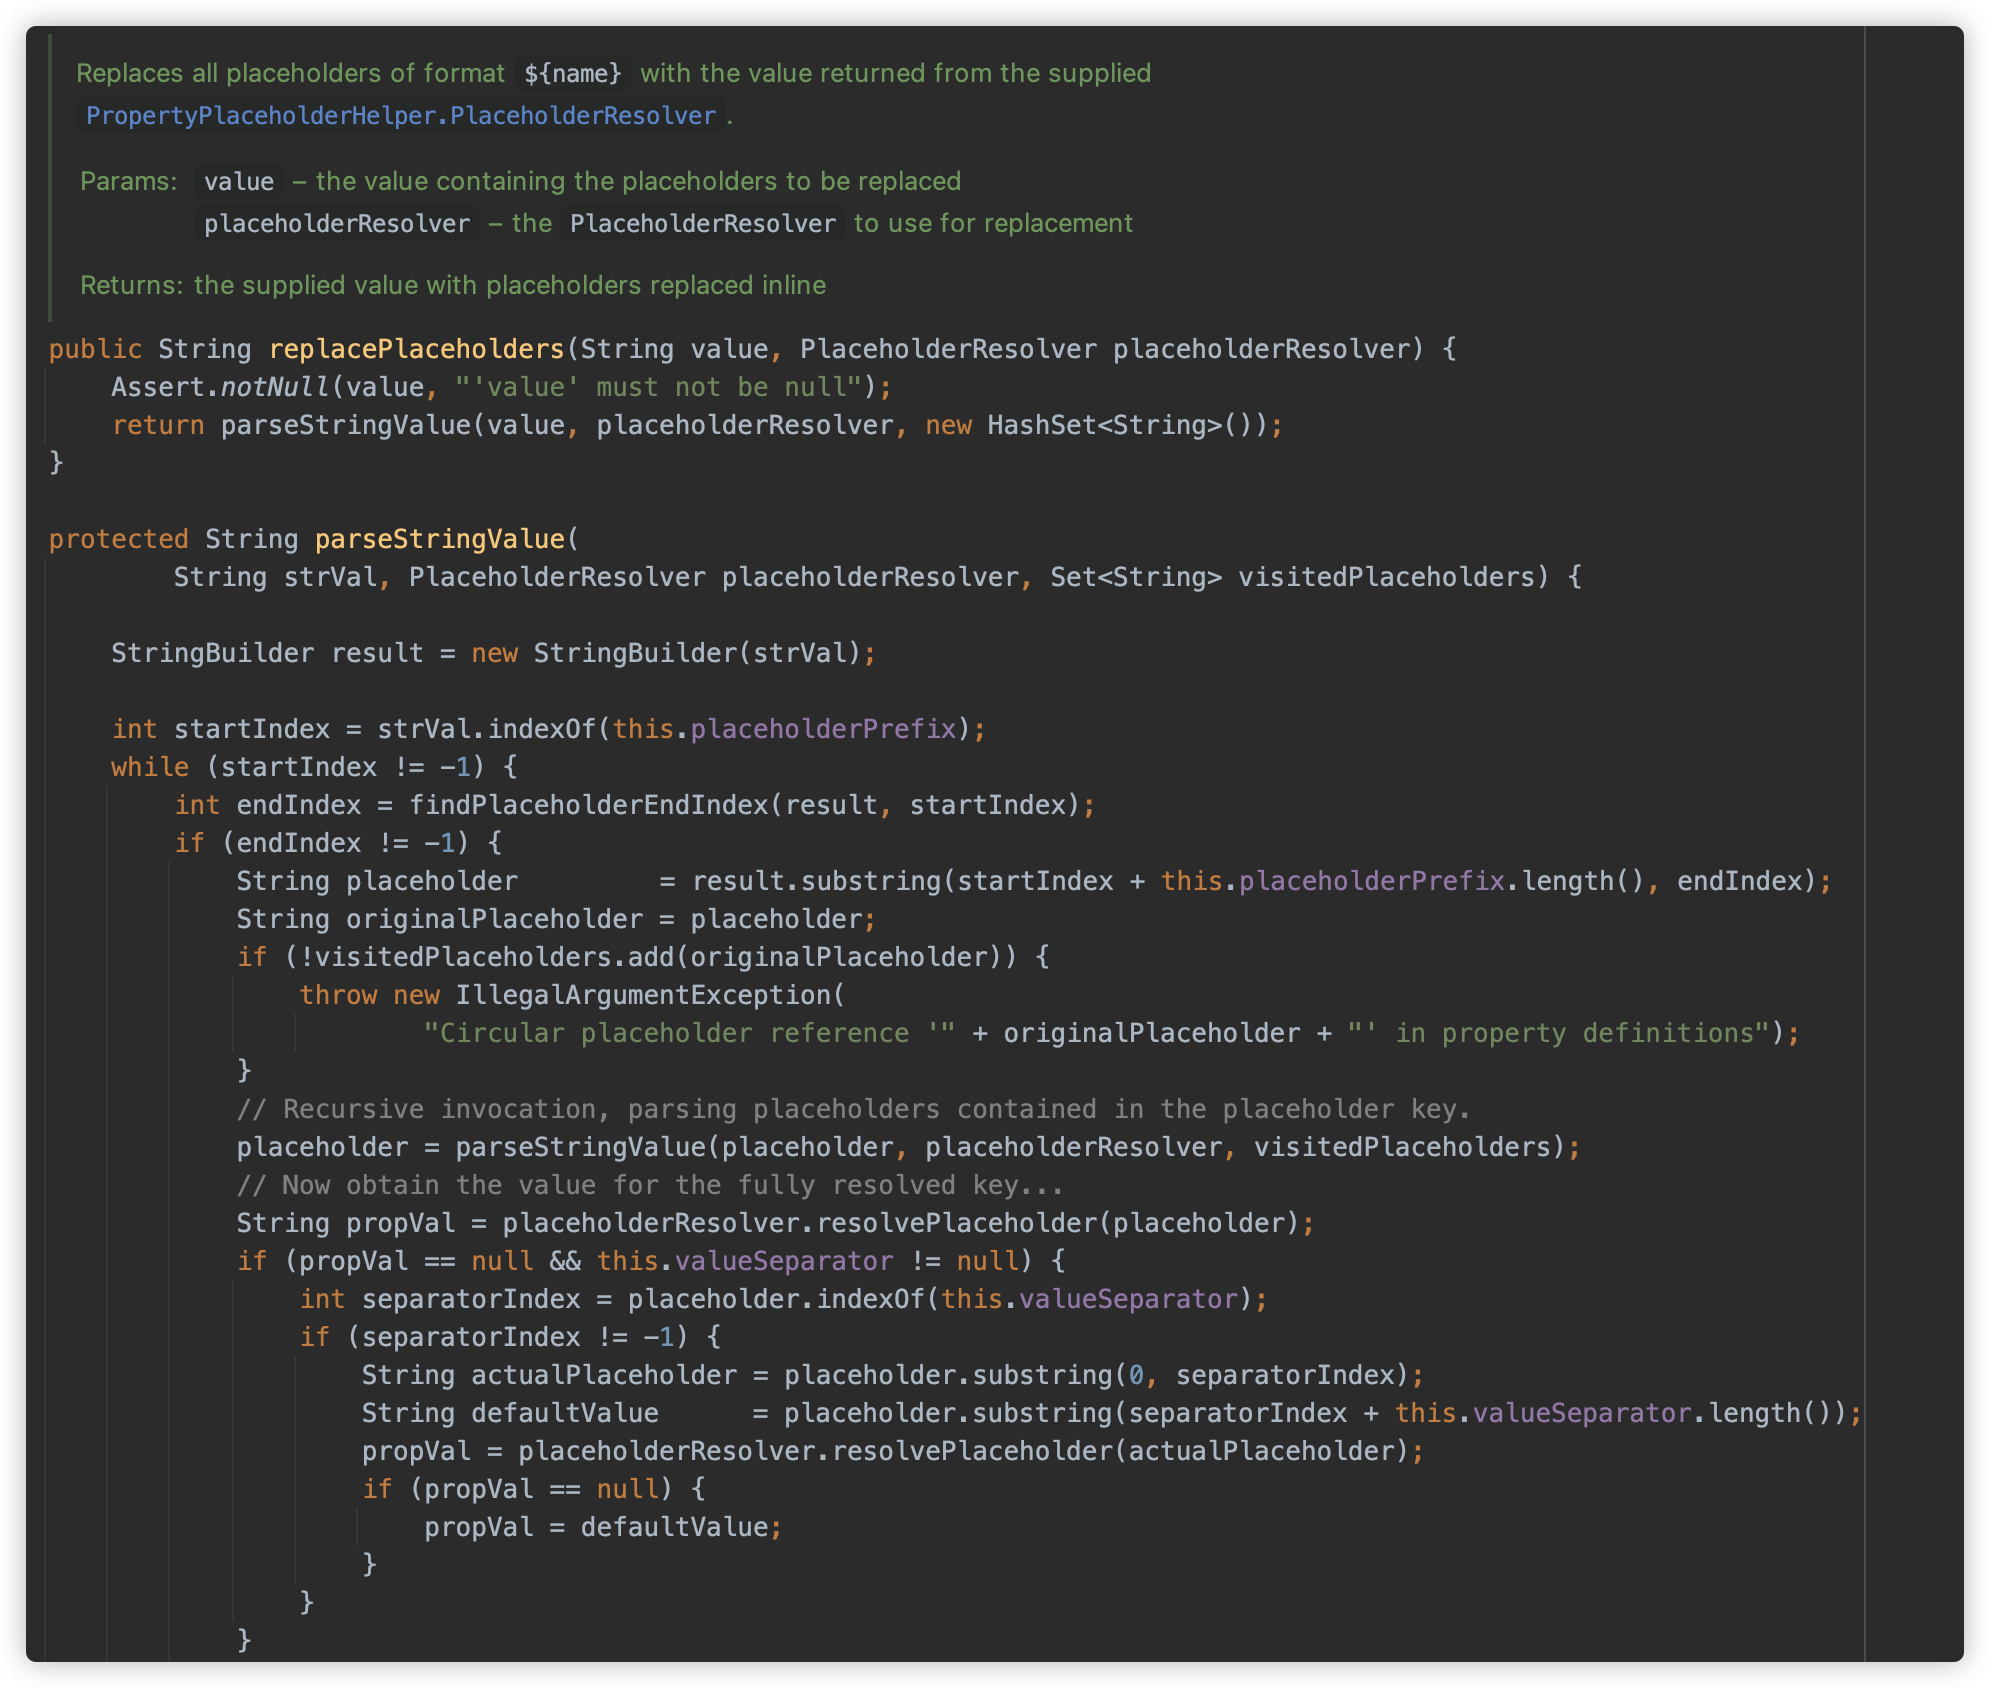 Replaces all placeholders of format ${name} with the value returned from the supplied
PropertyPlaceholderHelper.PlaceholderResolver .
Params: value – the value containing the placeholders to be replaced
placeholderResolver – the PlaceholderResolver to use for replacement
Returns: the supplied value with placeholders replaced inline
public String replacePlaceholders(String value, PlaceholderResolver placeholderResolver) {
    Assert.notNull(value, "'value' must not be null");
    return parseStringValue(value, placeholderResolver, new HashSet<String>());
}
protected String parseStringValue(
        String strVal, PlaceholderResolver placeholderResolver, Set<String> visitedPlaceholders) {
    StringBuilder result = new StringBuilder(strVal);
    int startIndex = strVal.indexOf(this.placeholderPrefix);
    while (startIndex != -1) {
        int endIndex = findPlaceholderEndIndex(result, startIndex);
        if (endIndex != -1) {
            String placeholder         = result.substring(startIndex + this.placeholderPrefix.length(), endIndex);
            String originalPlaceholder = placeholder;
            if (!visitedPlaceholders.add(originalPlaceholder)) {
                throw new IllegalArgumentException(
                        "Circular placeholder reference '" + originalPlaceholder + "' in property definitions");
            }
            // Recursive invocation, parsing placeholders contained in the placeholder key.
            placeholder = parseStringValue(placeholder, placeholderResolver, visitedPlaceholders);
            // Now obtain the value for the fully resolved key...
            String propVal = placeholderResolver.resolvePlaceholder(placeholder);
            if (propVal == null && this.valueSeparator != null) {
                int separatorIndex = placeholder.indexOf(this.valueSeparator);
                if (separatorIndex != -1) {
                    String actualPlaceholder = placeholder.substring(0, separatorIndex);
                    String defaultValue      = placeholder.substring(separatorIndex + this.valueSeparator.length());
                    propVal = placeholderResolver.resolvePlaceholder(actualPlaceholder);
                    if (propVal == null) {
                        propVal = defaultValue;
                    }
                }
            }